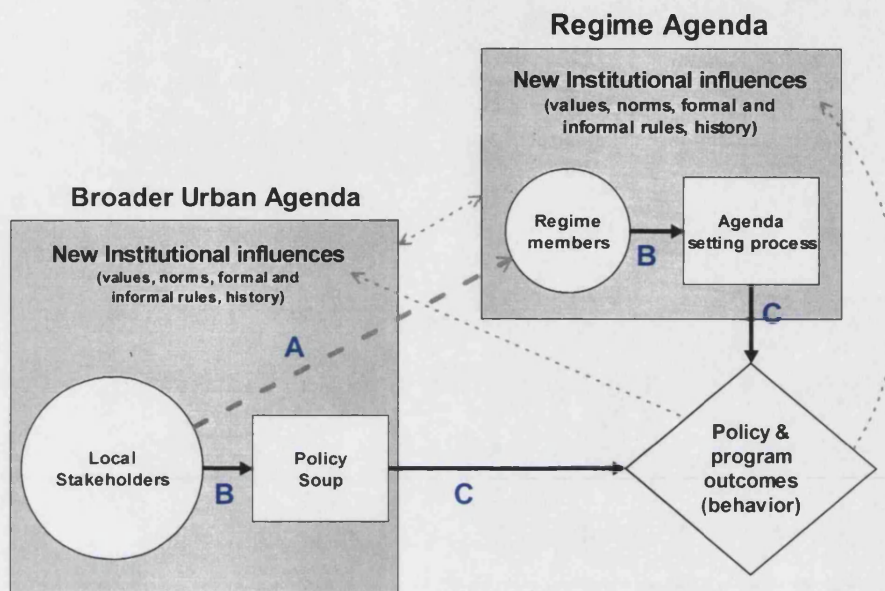 Regime Agenda
New Institutional influences
(values, norms, formal and
informal rules, history)
Regime
members
B
Agenda
setting process
C
Broader Urban Agenda
New Institutional influences
(values, norms, formal and
informal rules, history)
A
Local
Stakeholders
B
Policy
Soup
C
Policy &
program
outcomes
(behavior)